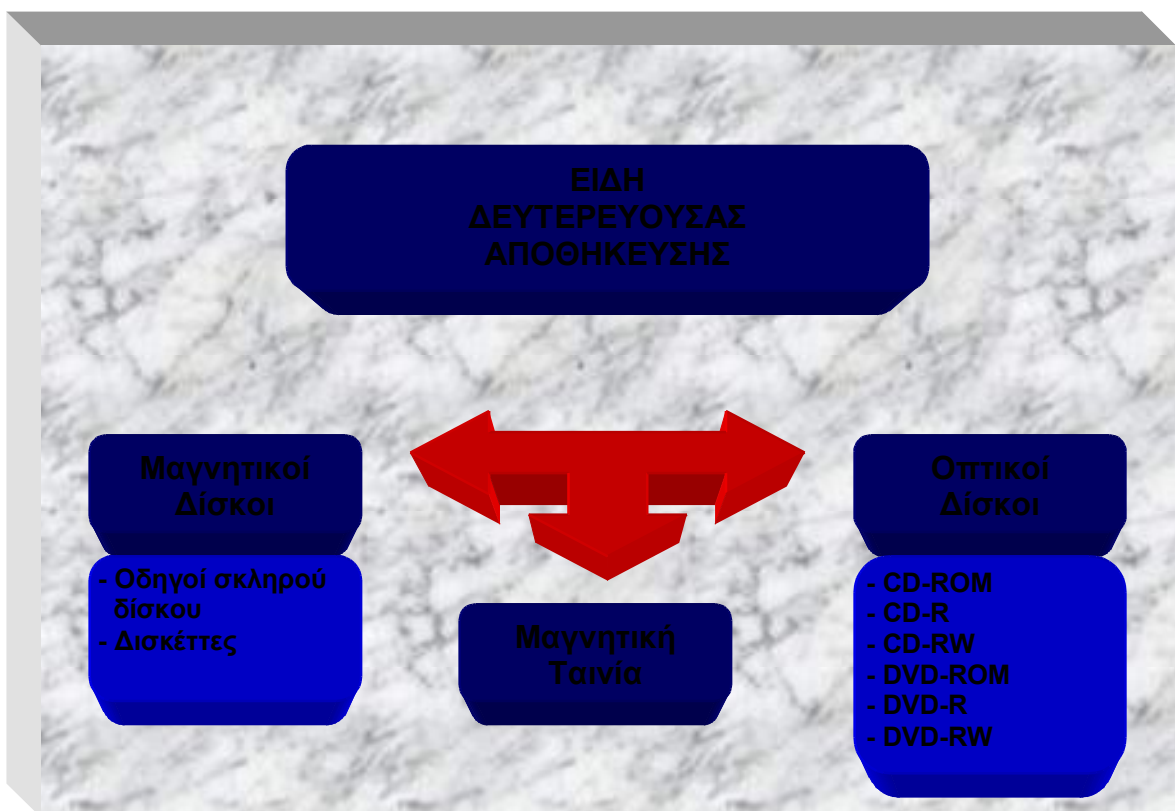 ΕΙΔΗ
ΔΕΥΤΕΡΕΥΟΥΣΑΣ
ΑΠΟΘΗΚΕΥΣΗΣ
Μαγνητικοί
Δίσκοι
- Οδηγοί σκληρού
δίσκου
- Δισκέττες
Μαγνητική
Ταινία
Οπτικοί
Δίσκοι
- CD-ROM
- CD-R
- CD-RW
- DVD-ROM
- DVD-R
- DVD-RW